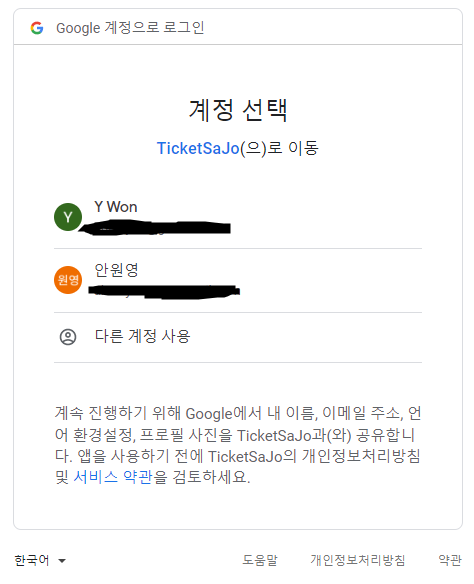 Google 계정으로 로그인
계정 선택
TicketSaJo(으)로 이동
Y
Y Won
원영
안원영
다른 계정 사용
계속 진행하기 위해 Google에서 내 이름, 이메일 주소, 언
어 환경설정, 프로필 사진을 TicketSaJo과(와) 공유합니
다. 앱을 사용하기 전에 TicketSaJo의 개인정보처리방침
및 서비스 약관을 검토하세요.
한국어 도움말 개인정보처리방침 약관